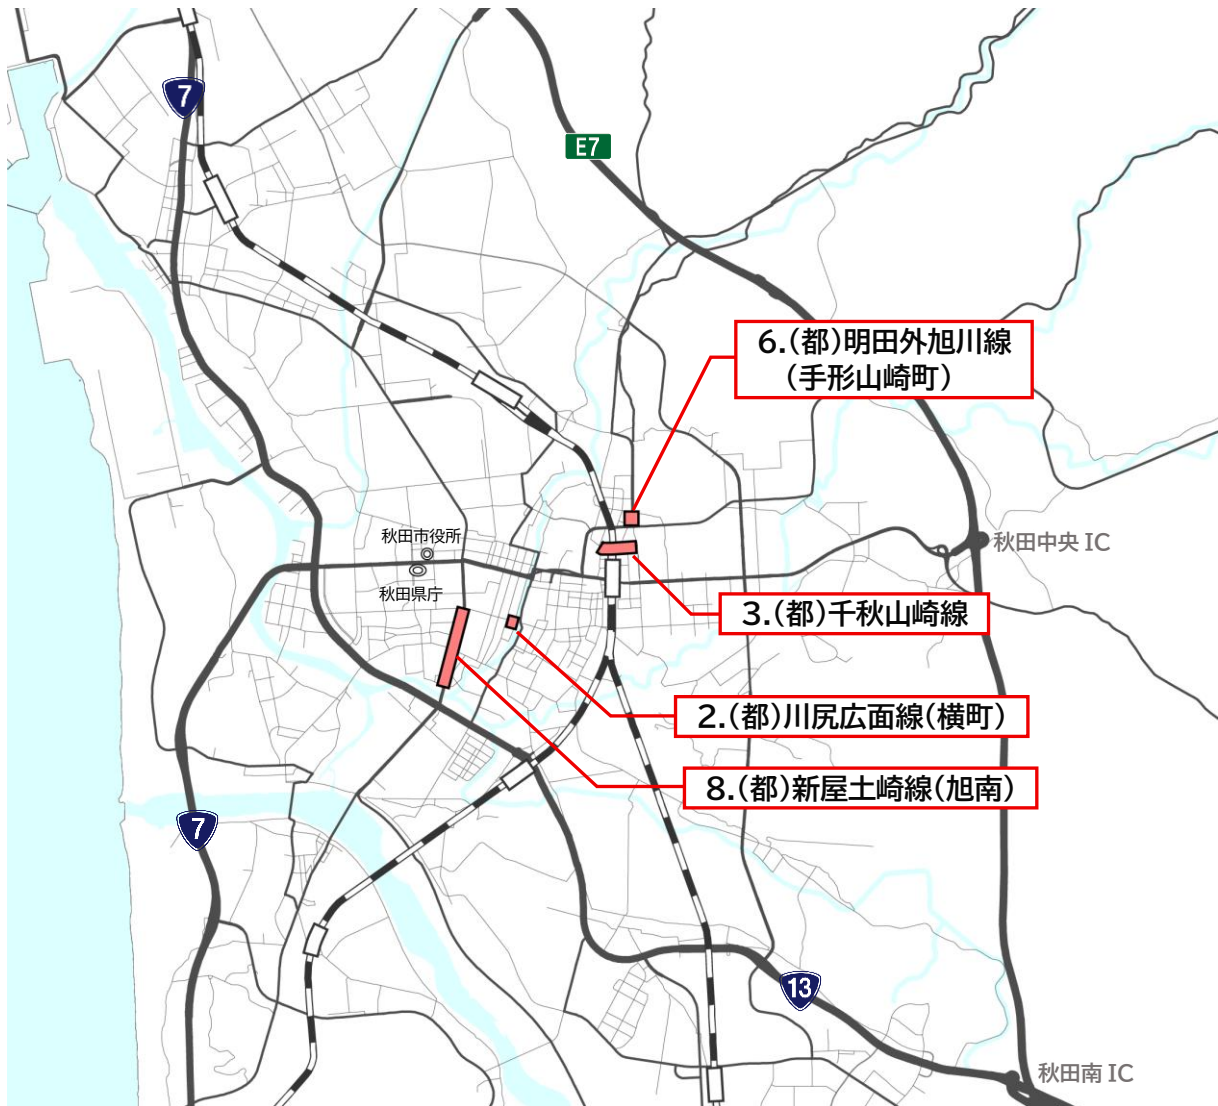 7
E7
6.(都)明田外旭川線
(手形山崎町)
秋田市役所
秋田中央 IC
秋田県庁
3.(都)千秋山崎線
2.(都)川尻広面線(横町)
8.(都)新屋土崎線(旭南)
7
13
秋田南 IC